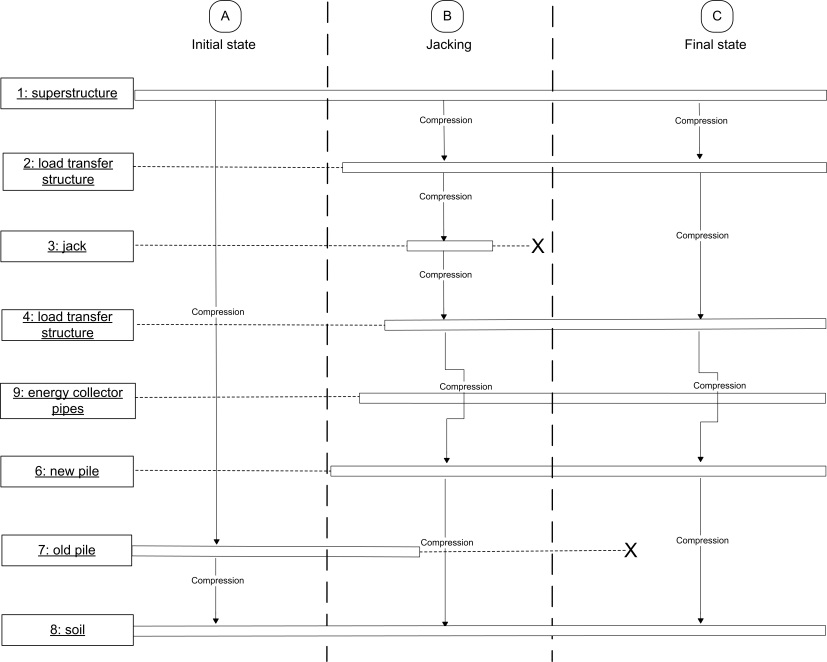 A
B
C
Initial state
Jacking
Final state
1: superstructure
Compression
Compression
2: load transfer
structure
Compression
Compression
3: jack
X
Compression
Compression
4: load transfer
structure
9: energy collector
pipes
Compression
Compression
6: new pile
7: old pile
Compression
X
Compression
Compression
8: soil